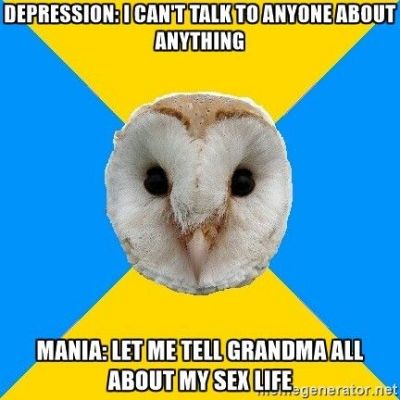 DEPRESSION: I CAN'T TALK TO ANYONE ABOUT
ANYTHING
MANIA: LET ME TELL GRANDMA ALL
ABOUT MY SEX LIFE
memegenerator.net